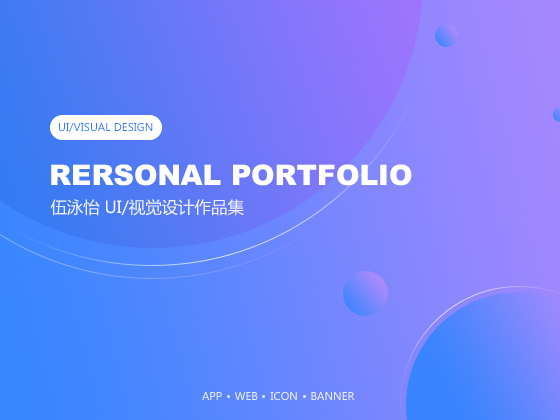 UI/VISUAL DESIGN
RERSONAL PORTFOLIO
伍泳怡 UI/视觉设计作品集
APP • WEB • ICON • BANNER